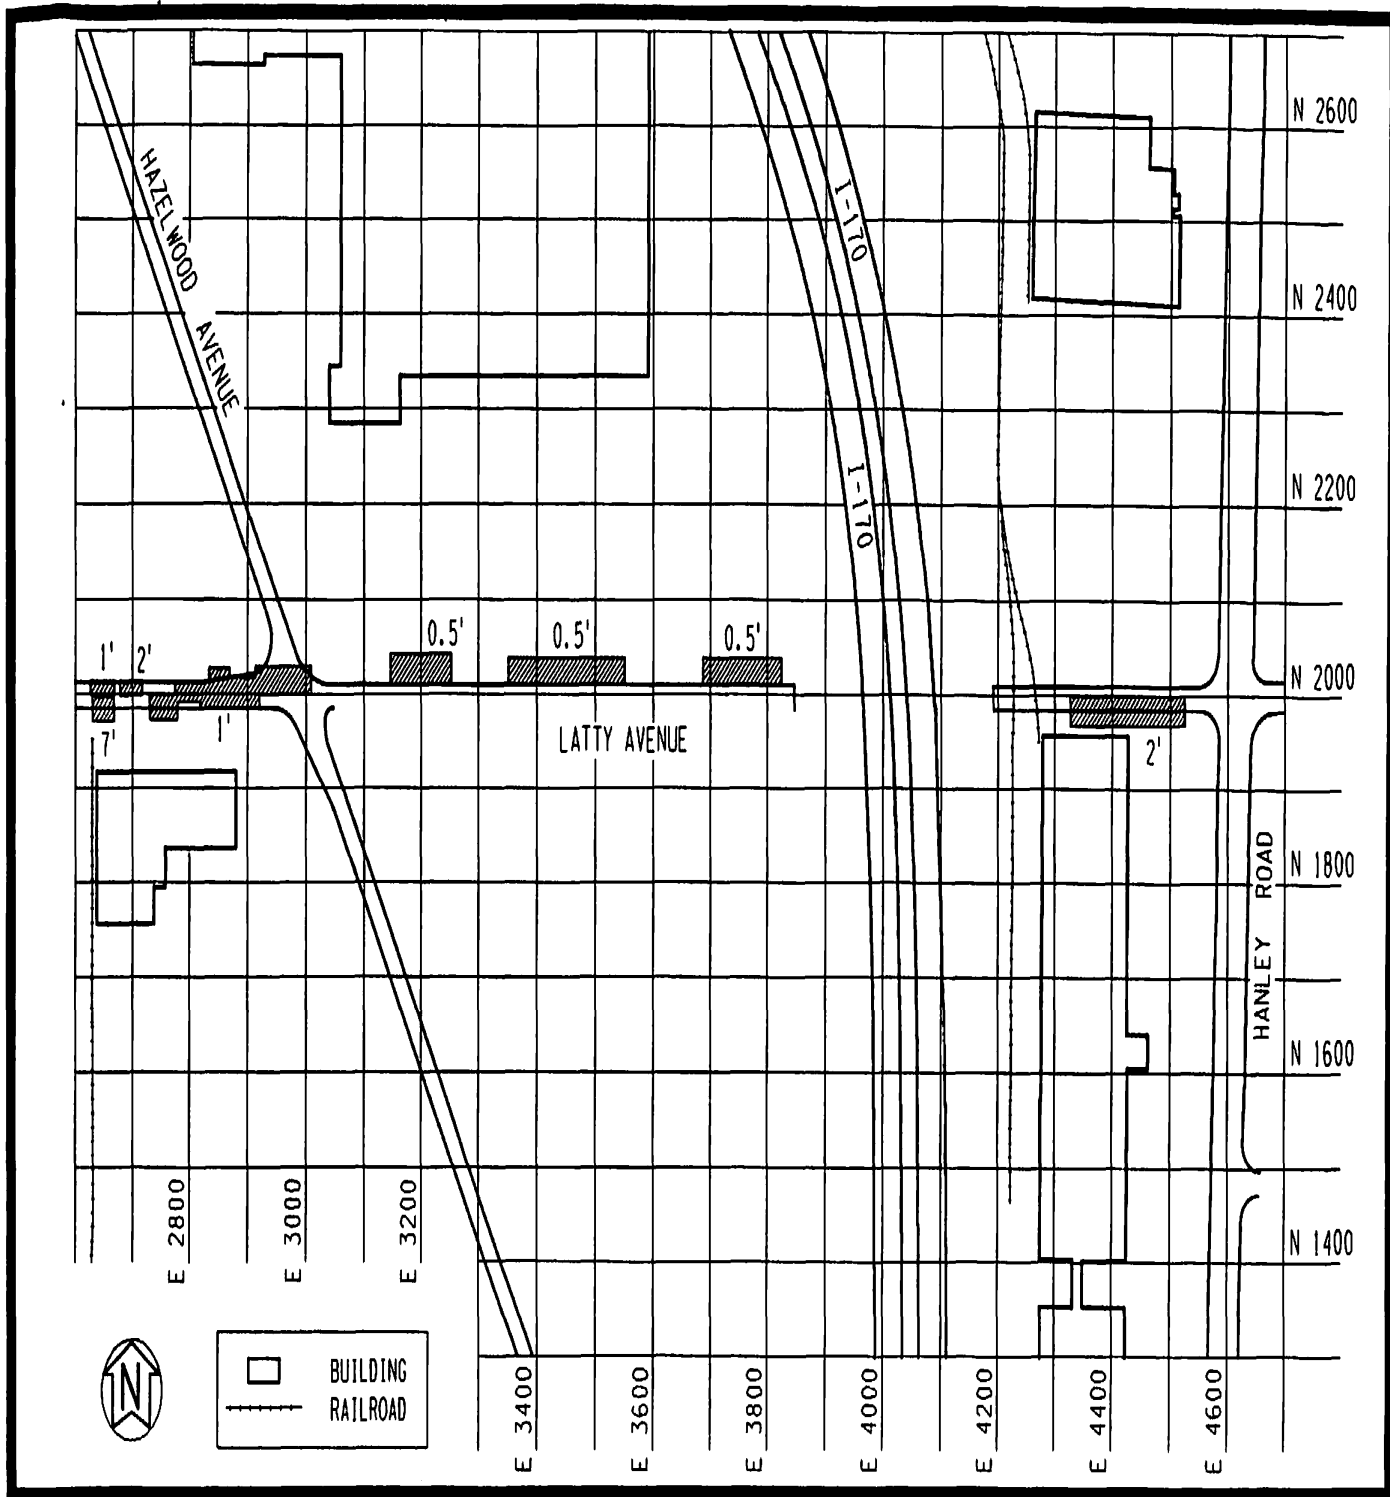 N 2600
HAZELWOOD AVENUE
I-170
N 2400
N 2200
I-170
1'
2'
0.5'
0.5'
0.5'
N 2000
7'
1'
LATTY AVENUE
2'
N 1800
HANLEY ROAD
N 1600
N 1400
E 2800
E 3000
E 3200
E 3400
E 3600
E 3800
E 4000
E 4200
E 4400
E 4600
N
BUILDING
RAILROAD